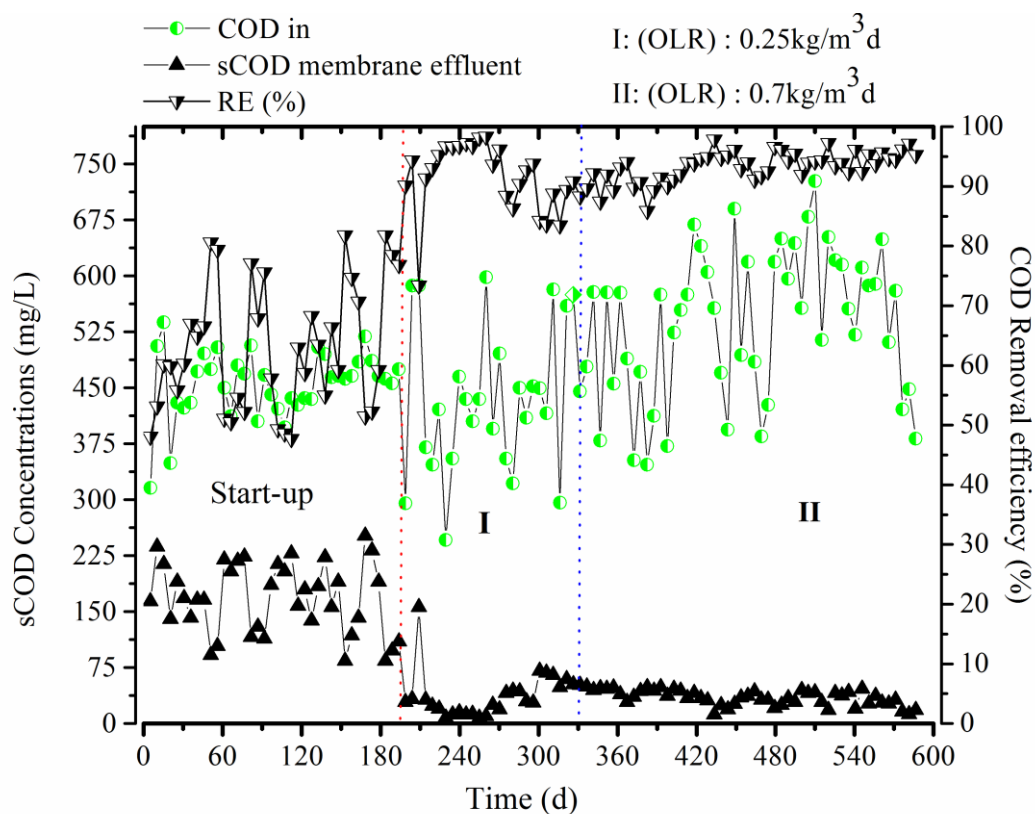 COD in
sCOD membrane effluent
RE (%)
I: (OLR) : 0.25kg/m³d
II: (OLR) : 0.7kg/m³d
sCOD Concentrations (mg/L)
750
675
600
525
450
375
300
225
150
75
0
Start-up
I
II
100
90
80
70
60
50
40
30
20
10
0
COD Removal efficiency
(%)
0 60 120 180 240 300 360 420 480 540 600
Time (d)